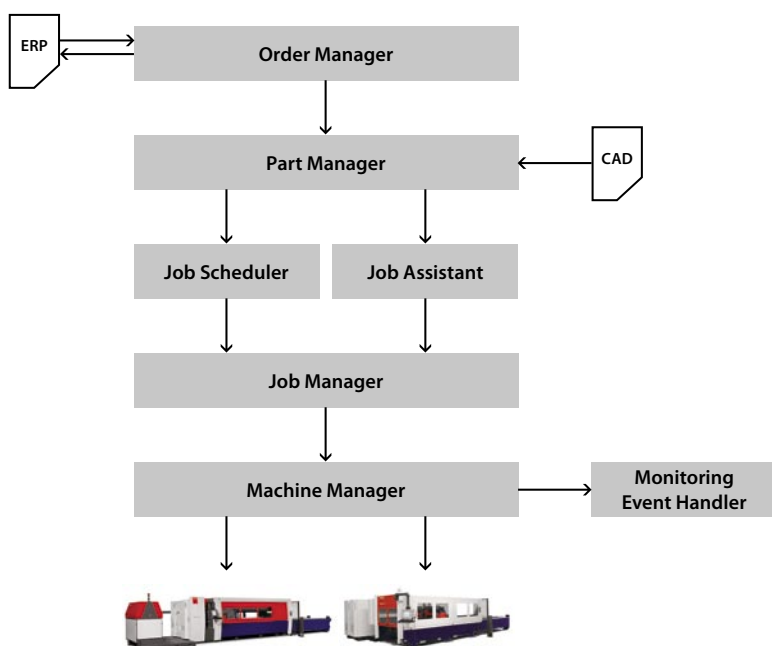 ERP
Order Manager
Part Manager
CAD
Job Scheduler
Job Assistant
Job Manager
Machine Manager
Monitoring
Event Handler